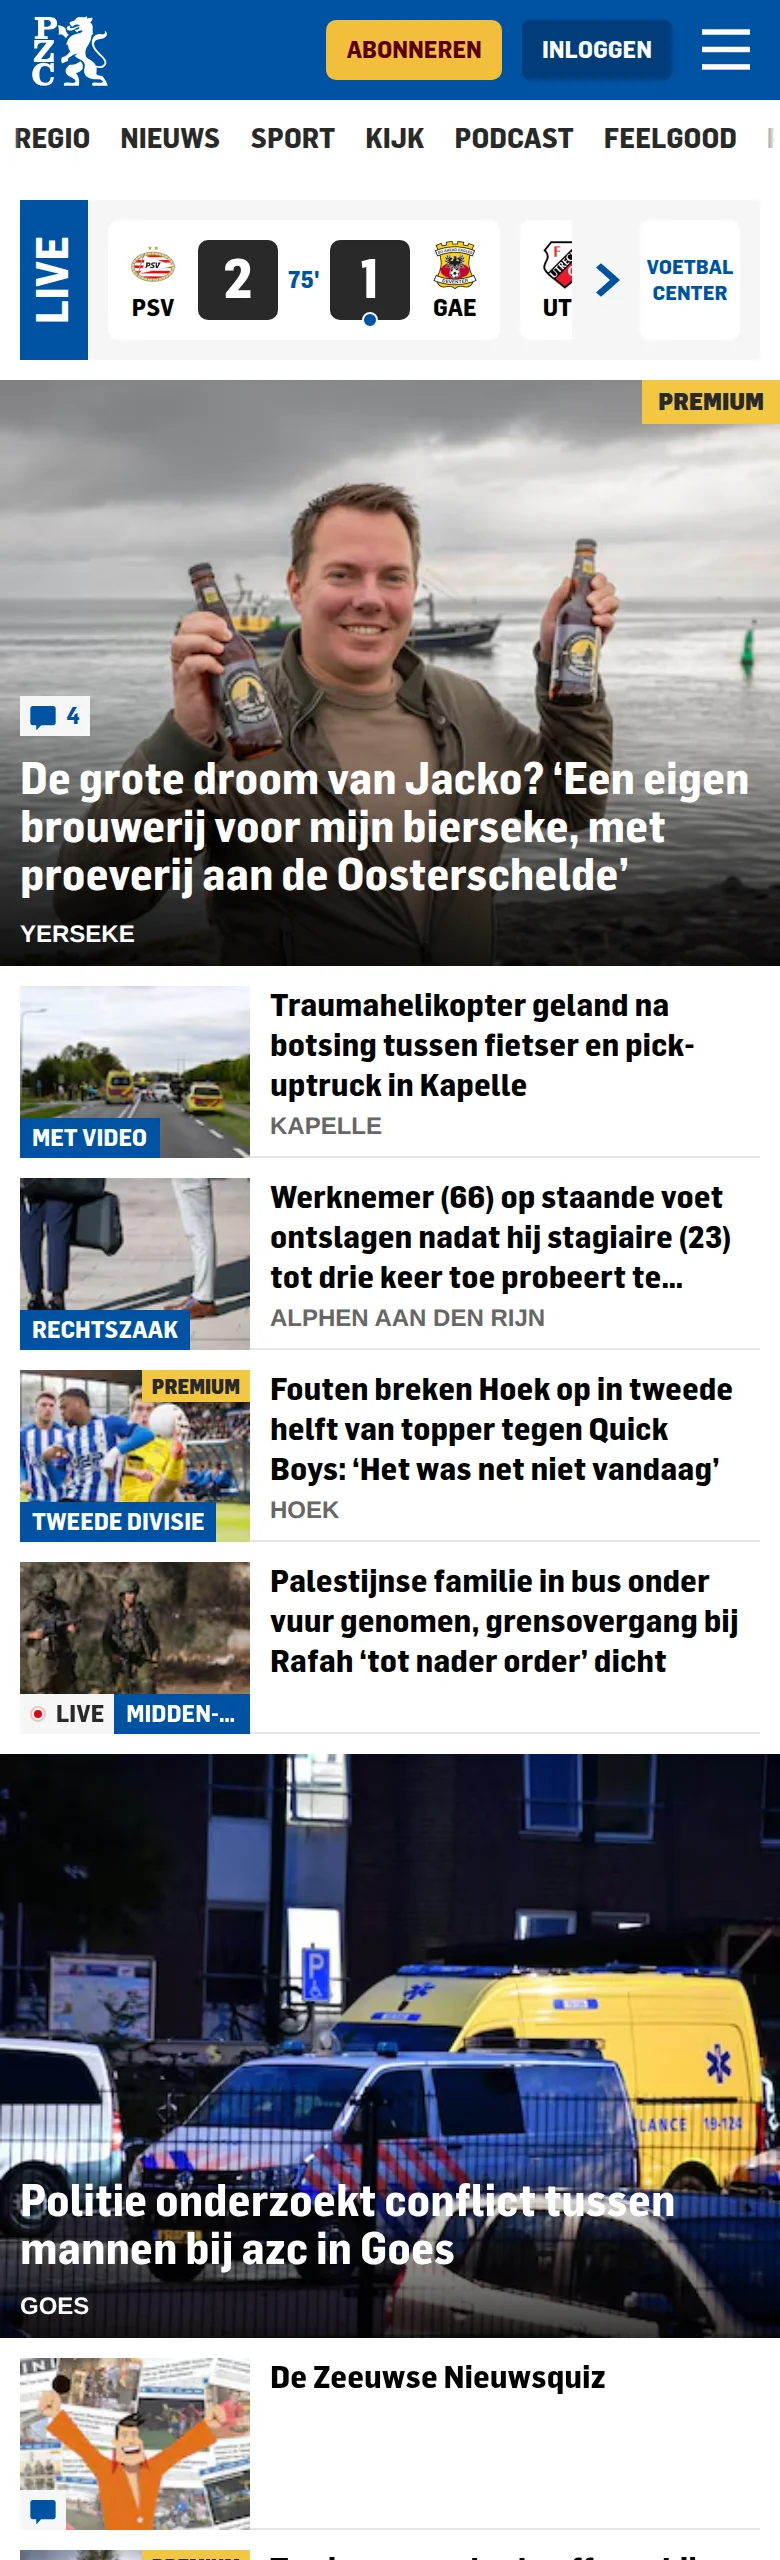 PZC
ABONNEREN
INLOGGEN
REGIO NIEUWS SPORT KIJK PODCAST FEELGOOD
LIVE
PSV
2
75'
1
GAE
UT
VOETBAL
CENTER
PREMIUM
4
De grote droom van Jacko? ‘Een eigen
brouwerij voor mijn bierseke, met
proeverij aan de Oosterschelde’
YERSEKE
MET VIDEO
Traumahelikopter geland na
botsing tussen fietser en pick-
uptruck in Kapelle
KAPELLE
RECHTSZAAK
Werknemer (66) op staande voet
ontslagen nadat hij stagiaire (23)
tot drie keer toe probeert te...
ALPHEN AAN DEN RIJN
PREMIUM
TWEEDE DIVISIE
Fouten breken Hoek op in tweede
helft van topper tegen Quick
Boys: ‘Het was net niet vandaag’
HOEK
LIVE
MIDDEN-...
Palestijnse familie in bus onder
vuur genomen, grensovergang bij
Rafah ‘tot nader order’ dicht
P
LANCE 19-124
Politie onderzoekt conflict tussen
mannen bij azc in Goes
GOES
De Zeeuwse Nieuwsquiz